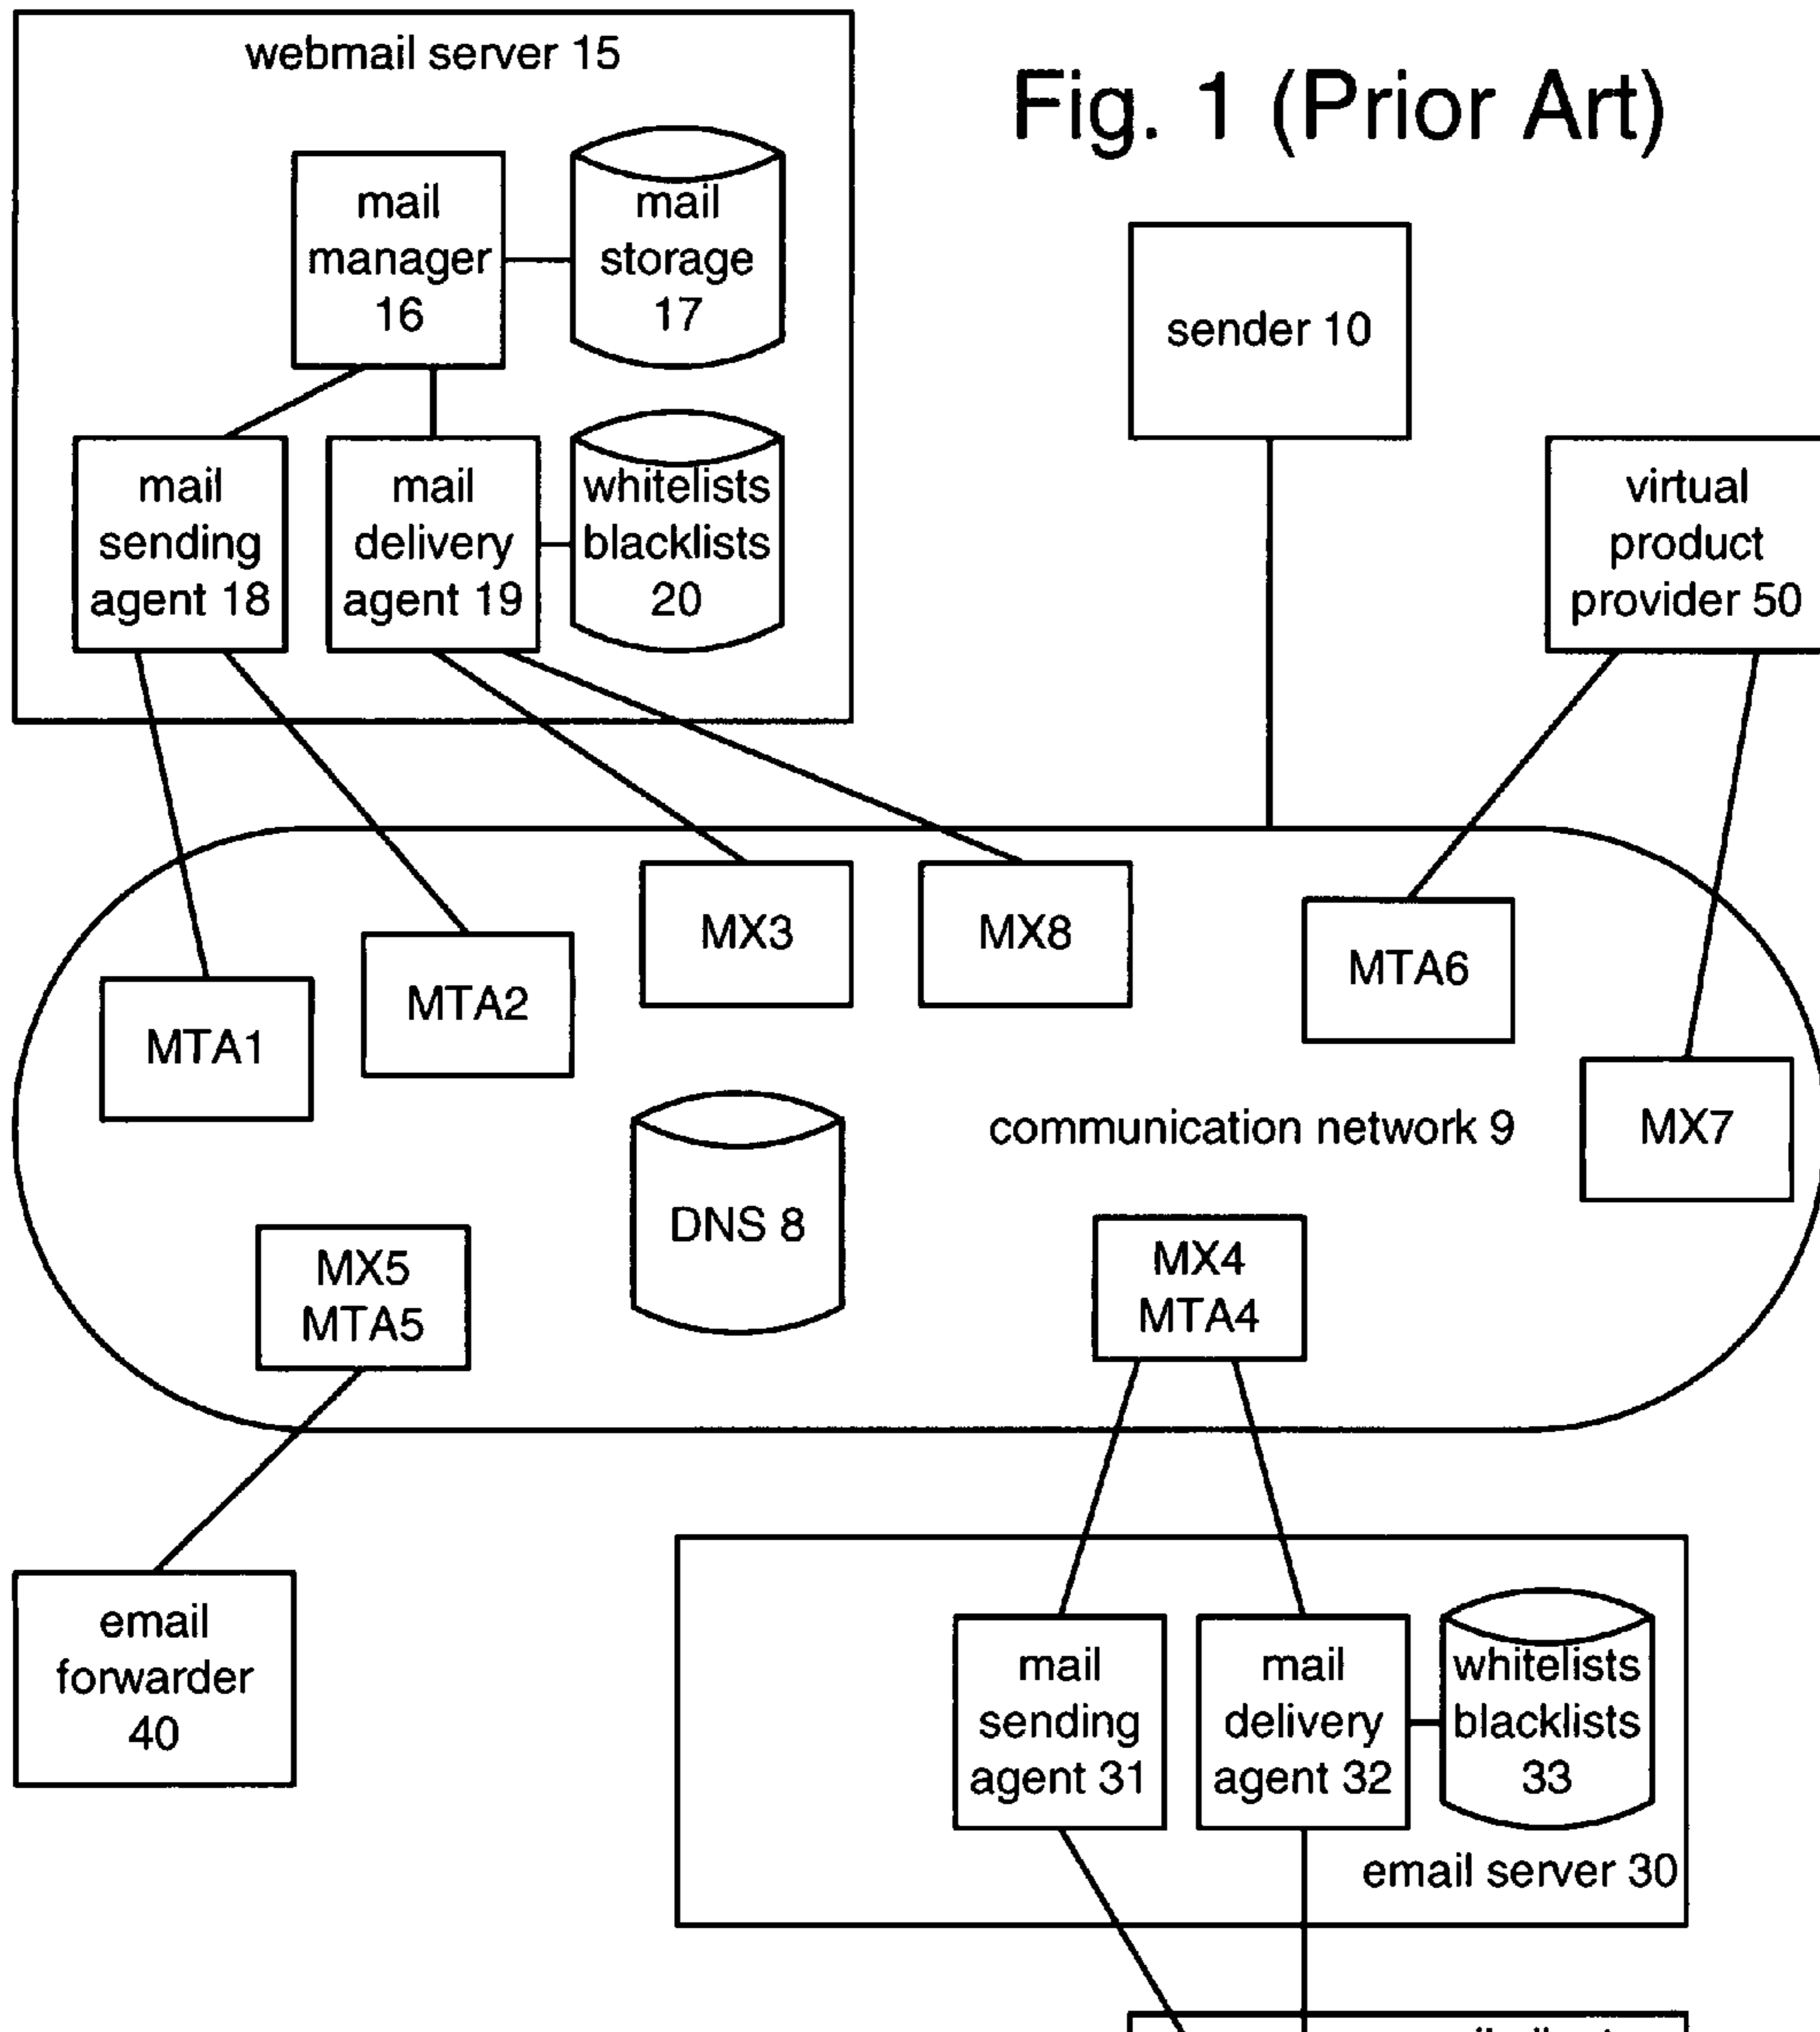 webmail server 15
Fig. 1 (Prior Art)
mail
manager
16
mail
storage
17
sender 10
mail
sending
agent 18
mail
delivery
agent 19
whitelists
blacklists
20
virtual
product
provider 50
MX3
MX8
MTA6
MTA2
MTA1
communication network 9
MX7
DNS 8
MX5
MTA5
MX4
MTA4
email
forwarder
40
mail
sending
agent 31
mail
delivery
agent 32
whitelists
blacklists
33
email server 30